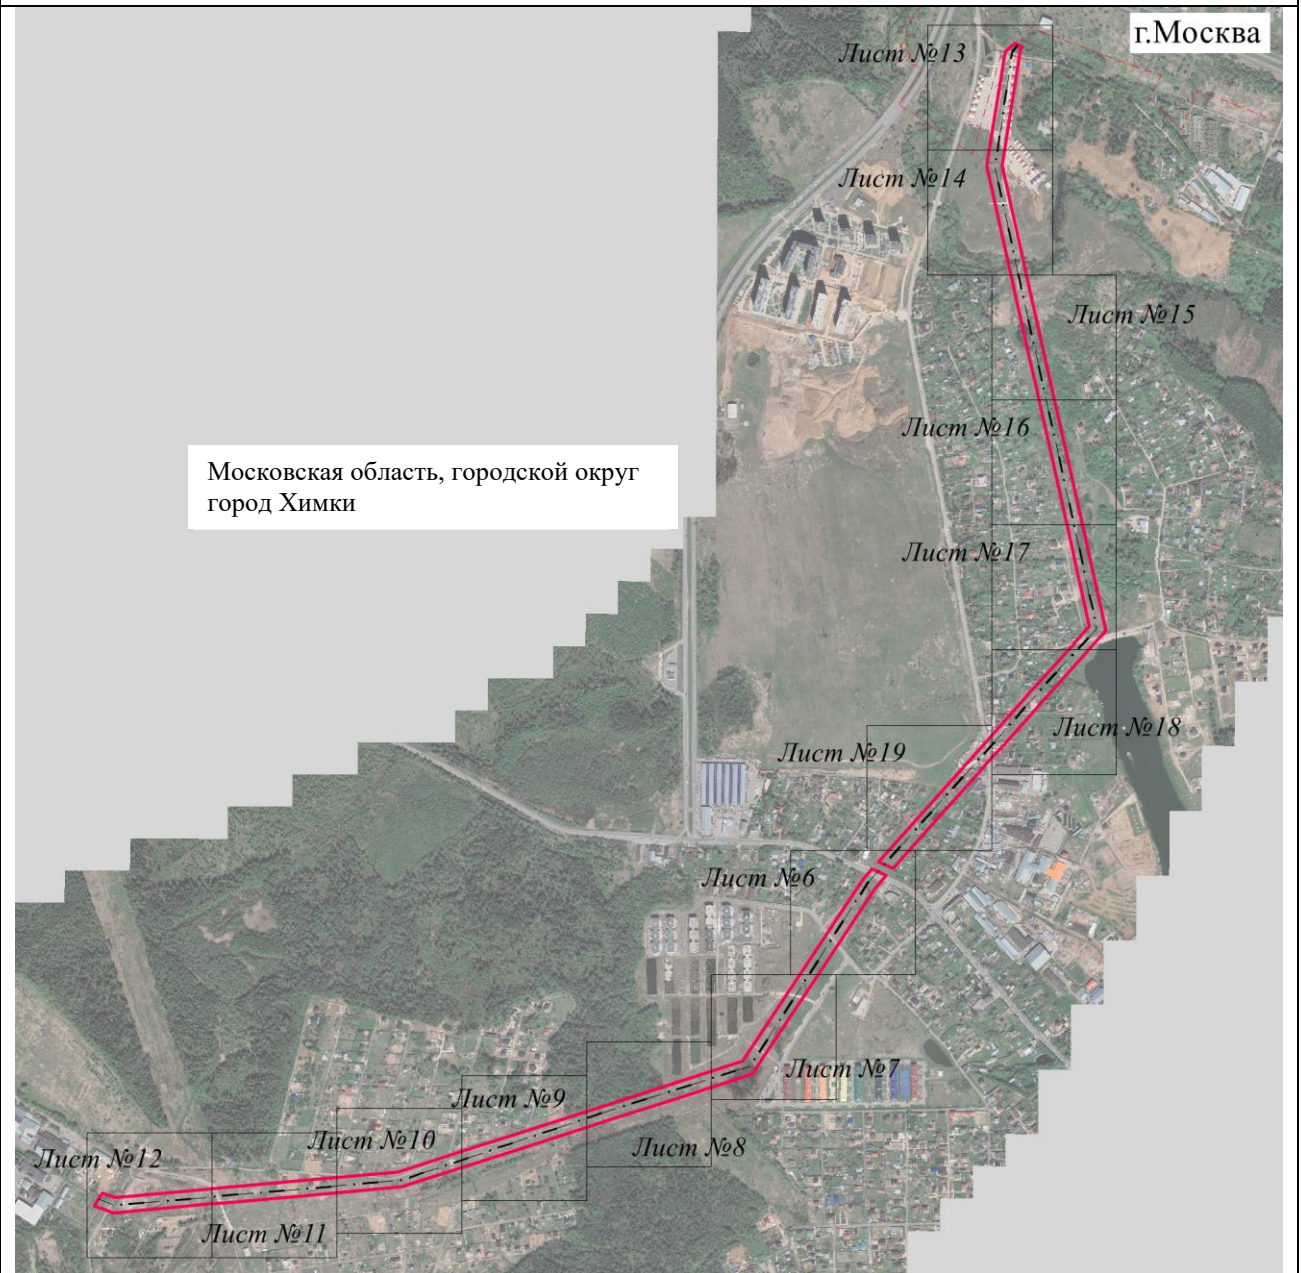 г.Москва
Лист №13
Лист №14
Лист №15
Лист №16
Московская область, городской округ
город Химки
Лист №17
Лист №18
Лист №19
Лист №6
Лист №7
Лист №9
Лист №10
Лист №8
Лист №12
Лист №11